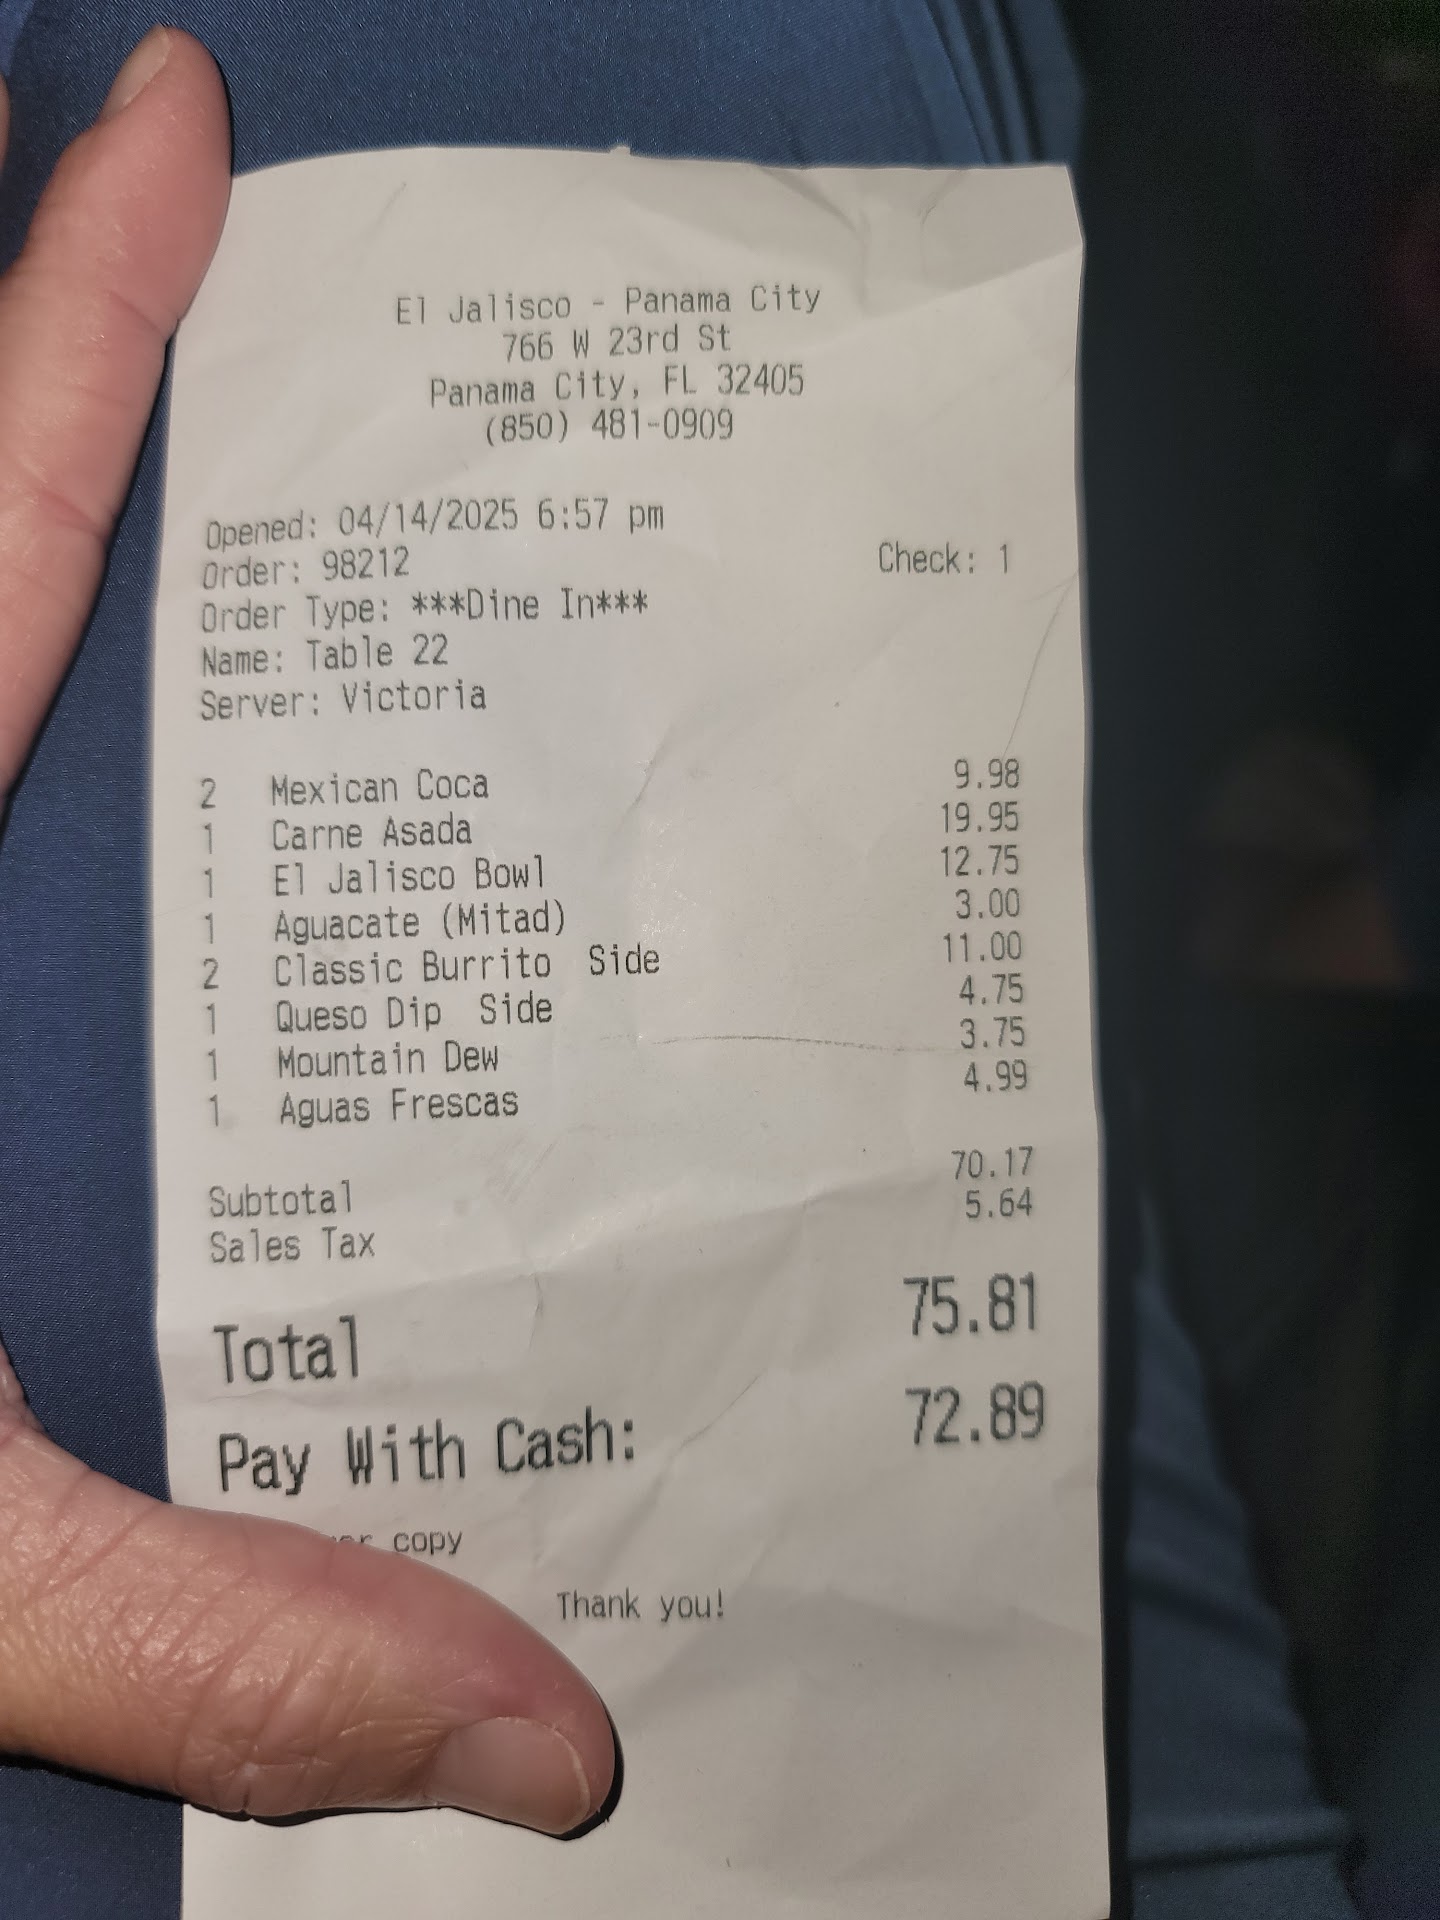 El Jalisco - Panama City
766 W 23rd St
Panama City, FL 32405
(850) 481-0909
Opened: 04/14/2025 6:57 pm
Order: 98212 Check: 1
Order Type: ***Dine In***
Name: Table 22
Server: Victoria
2 Mexican Coca 9.98
1 Carne Asada 19.95
1 El Jalisco Bowl 12.75
1 Aguacate (Mitad) 3.00
2 Classic Burrito Side 11.00
1 Queso Dip Side 4.75
1 Mountain Dew 3.75
1 Aguas Frescas 4.99
Subtotal 70.17
Sales Tax 5.64
Total 75.81
Pay With Cash: 72.89
copy
Thank you!